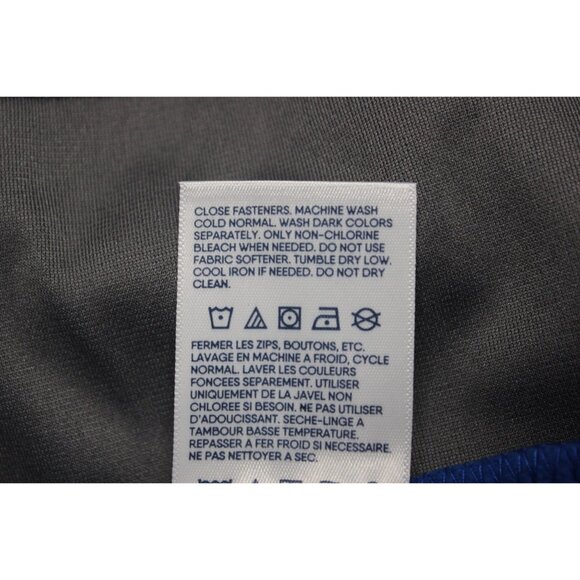 CLOSE FASTENERS. MACHINE WASH
COLD NORMAL. WASH DARK COLORS
SEPARATELY. ONLY NON-CHLORINE
BLEACH WHEN NEEDED. DO NOT USE
FABRIC SOFTENER. TUMBLE DRY LOW.
COOL IRON IF NEEDED. DO NOT DRY
CLEAN.
FERMER LES ZIPS, BOUTONS, ETC.
LAVAGE EN MACHINE A FROID, CYCLE
NORMAL. LAVER LES COULEURS
FONCEES SEPAREMENT. UTILISER
UNIQUEMENT DE LA JAVEL NON
CHLOREE SI BESOIN. NE PAS UTILISER
D'ADOUCISSANT. SECHE-LINGE A
TAMBOUR BASSE TEMPERATURE.
REPASSER A FER FROID SI NECESSAIRE.
NE PAS NETTOYER A SEC.